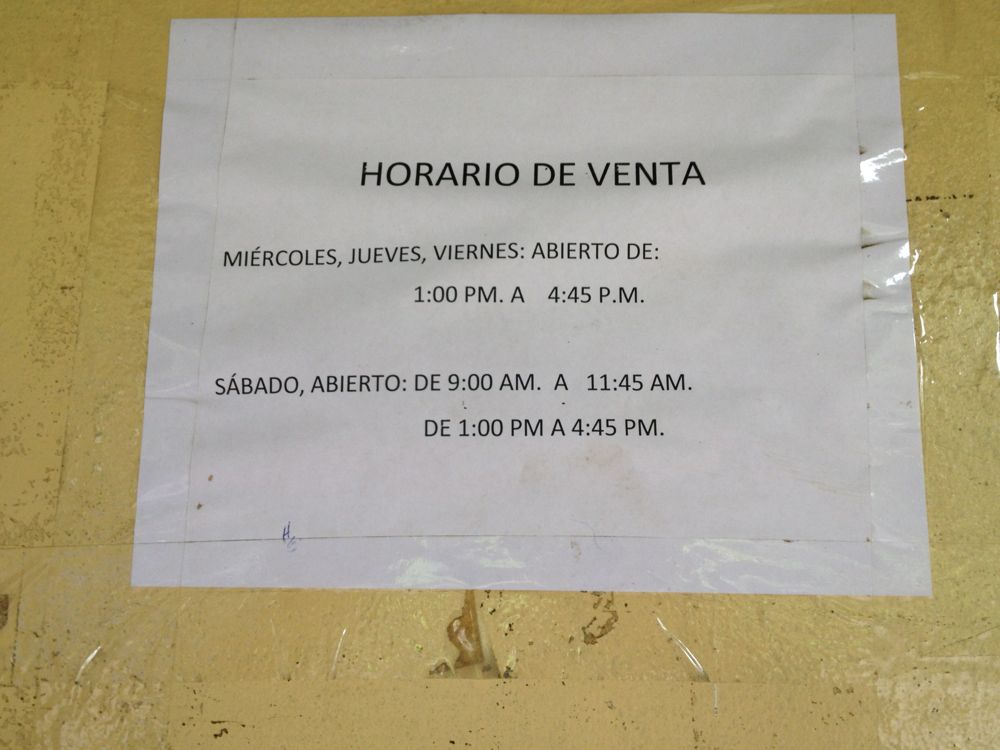 HORARIO DE VENTA
MIÉRCOLES, JUEVES, VIERNES: ABIERTO DE:
1:00 PM. A 4:45 P.M.
SÁBADO, ABIERTO: DE 9:00 AM. A 11:45 AM.
DE 1:00 PM A 4:45 PM.